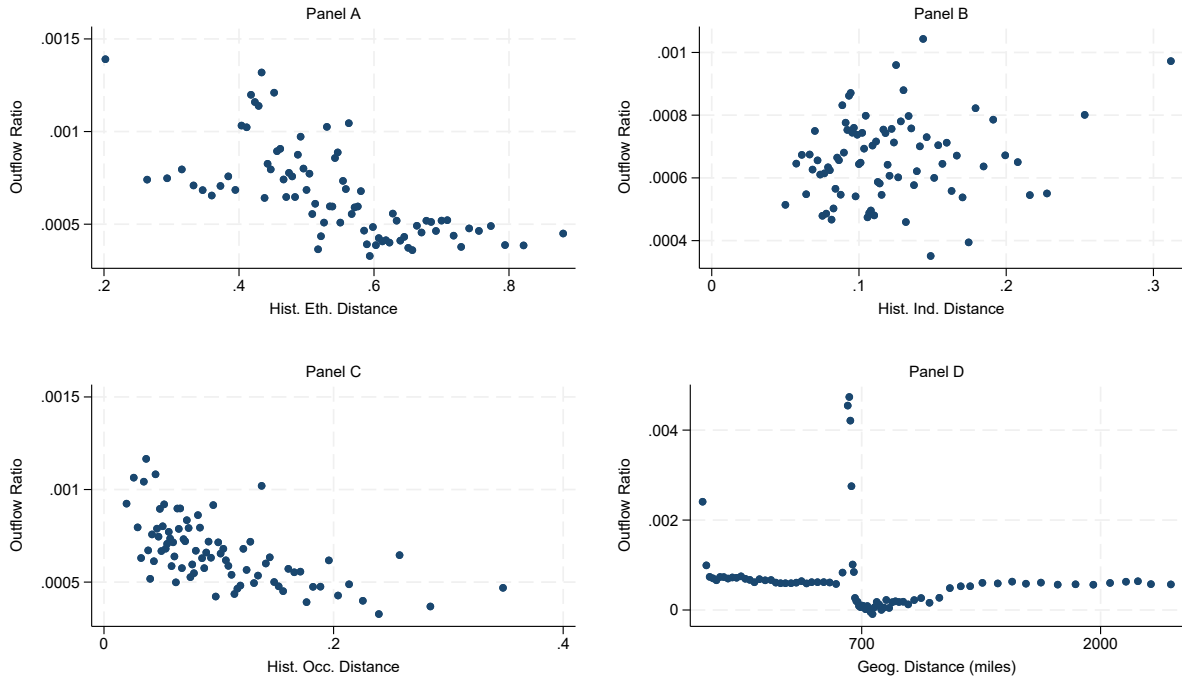 Panel A
.0015
.001
.0005
Outflow Ratio
.2 .4 .6 .8
Hist. Eth. Distance
Panel B
.001
.0008
.0006
.0004
Outflow Ratio
0 .1 .2 .3
Hist. Ind. Distance
Panel C
.0015
.001
.0005
Outflow Ratio
0 .2 .4
Hist. Occ. Distance
Panel D
.004
.002
0
Outflow Ratio
700 2000
Geog. Distance (miles)